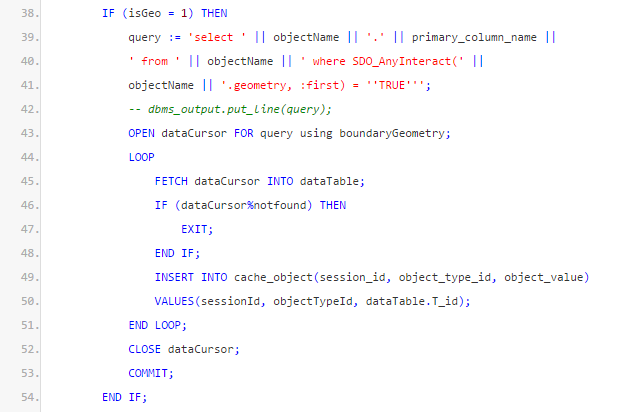 38. IF (isGeo = 1) THEN
39. query := 'select ' || objectName || '.' || primary_column_name ||
40. ' from ' || objectName || ' where SDO_AnyInteract(' ||
41. objectName || '.geometry, :first) = ''TRUE''';
42. -- dbms_output.put_line(query);
43. OPEN dataCursor FOR query using boundaryGeometry;
44. LOOP
45. FETCH dataCursor INTO dataTable;
46. IF (dataCursor%notfound) THEN
47. EXIT;
48. END IF;
49. INSERT INTO cache_object(session_id, object_type_id, object_value)
50. VALUES(sessionId, objectTypeId, dataTable.T_id);
51. END LOOP;
52. CLOSE dataCursor;
53. COMMIT;
54. END IF;